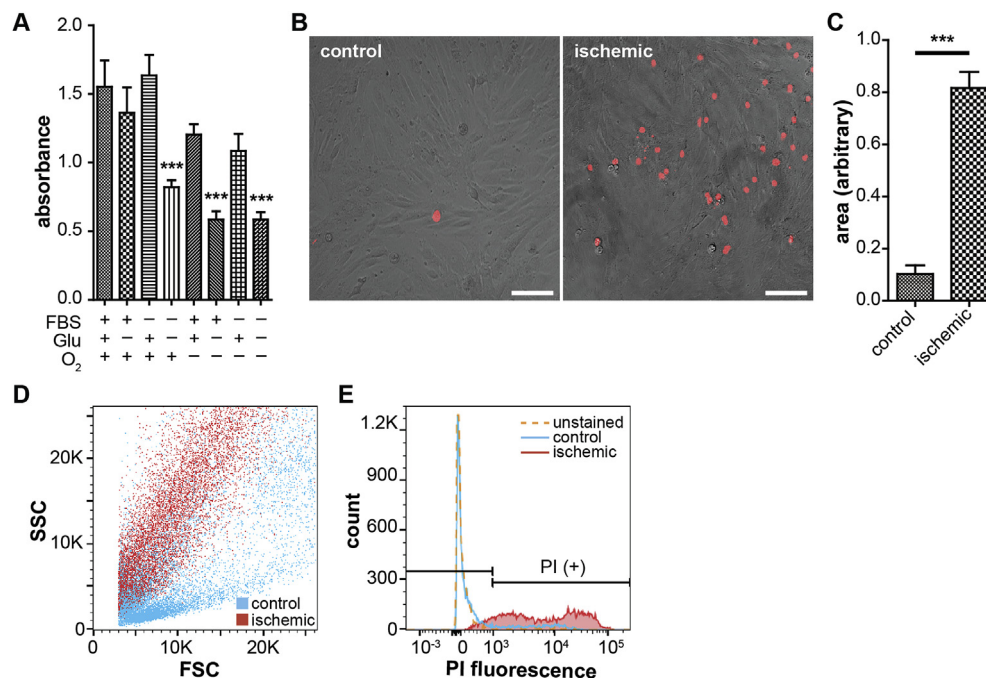 A
2.0
1.5
1.0
0.5
0.0
absorbance
***
***
***
FBS + + − − + + − −
Glu + − + − + − + −
O2 + + + + − − − −
B
control
ischemic
C
1.0
0.8
0.6
0.4
0.2
0.0
area (arbitrary)
***
control
ischemic
D
20K
10K
0
SSC
0 10K 20K
FSC
control
ischemic
E
1.2K
900
600
300
0
count
unstained
control
ischemic
PI (+)
10-3 0 103 104 105
PI fluorescence